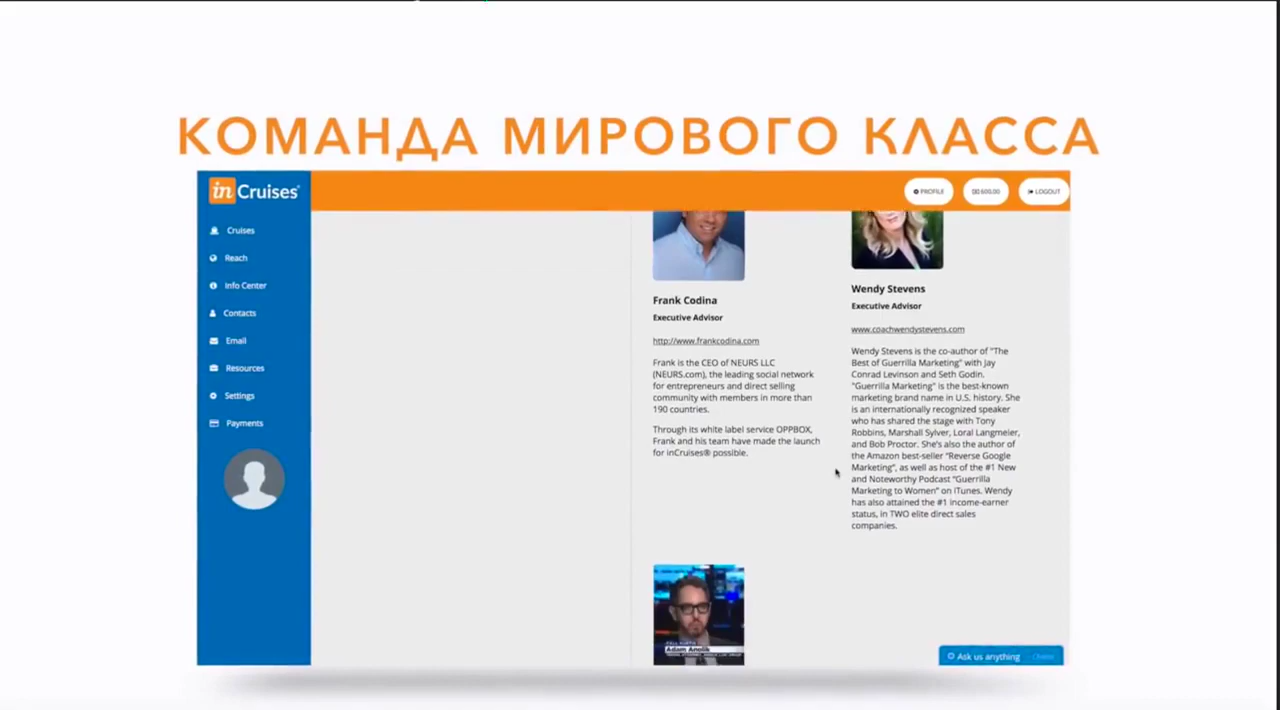 КОМАНДА МИРОВОГО КЛАССА
in Cruises®
PROFILE
600.00
LOGOUT
Cruises
Reach
Info Center
Contacts
Email
Resources
Settings
Payments
Frank Codina
Executive Advisor
http://www.frankcodina.com
Frank is the CEO of NEURS LLC
(NEURS.com), the leading social network
for entrepreneurs and direct selling
community with members in more than
190 countries.
Through its white label service OPPBOX,
Frank and his team have made the launch
for inCruises® possible.
Wendy Stevens
Executive Advisor
www.coachwendystevens.com
Wendy Stevens is the co-author of "The
Best of Guerrilla Marketing" with Jay
Conrad Levinson and Seth Godin.
"Guerrilla Marketing" is the best-known
marketing brand name in U.S. history. She
is an internationally recognized speaker
who has shared the stage with Tony
Robbins, Marshall Sylver, Loral Langmeier,
and Bob Proctor. She's also the author of
the Amazon best-seller "Reverse Google
Marketing", as well as host of the #1 New
and Noteworthy Podcast "Guerrilla
Marketing to Women" on iTunes. Wendy
has also attained the #1 income-earner
status, in TWO elite direct sales
companies.
Adam Anolik
Ask us anything